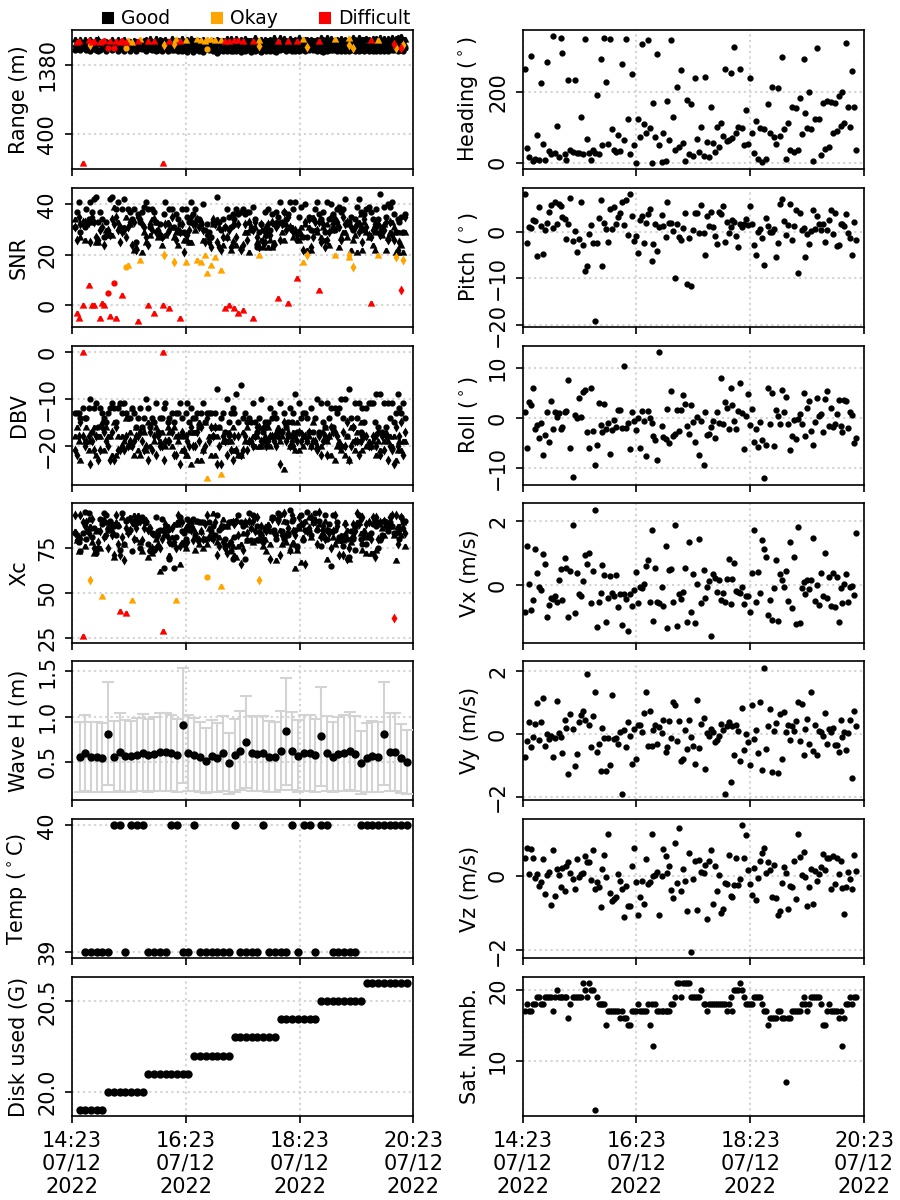 Good Okay Difficult
Range (m)
1380
400
Heading (°)
200
0
SNR
40
20
0
Pitch (°)
0
−10
−20
DBV
0
−10
−20
Roll (°)
10
0
−10
Xc
75
50
25
Vx (m/s)
2
0
Wave H (m)
1.5
1.0
0.5
Vy (m/s)
2
0
−2
Temp (°C)
40
39
Vz (m/s)
0
−2
Disk used (G)
20.5
20.0
Sat. Numb.
20
10
14:23 16:23 18:23 20:23
07/12 07/12 07/12 07/12
2022 2022 2022 2022
14:23 16:23 18:23 20:23
07/12 07/12 07/12 07/12
2022 2022 2022 2022